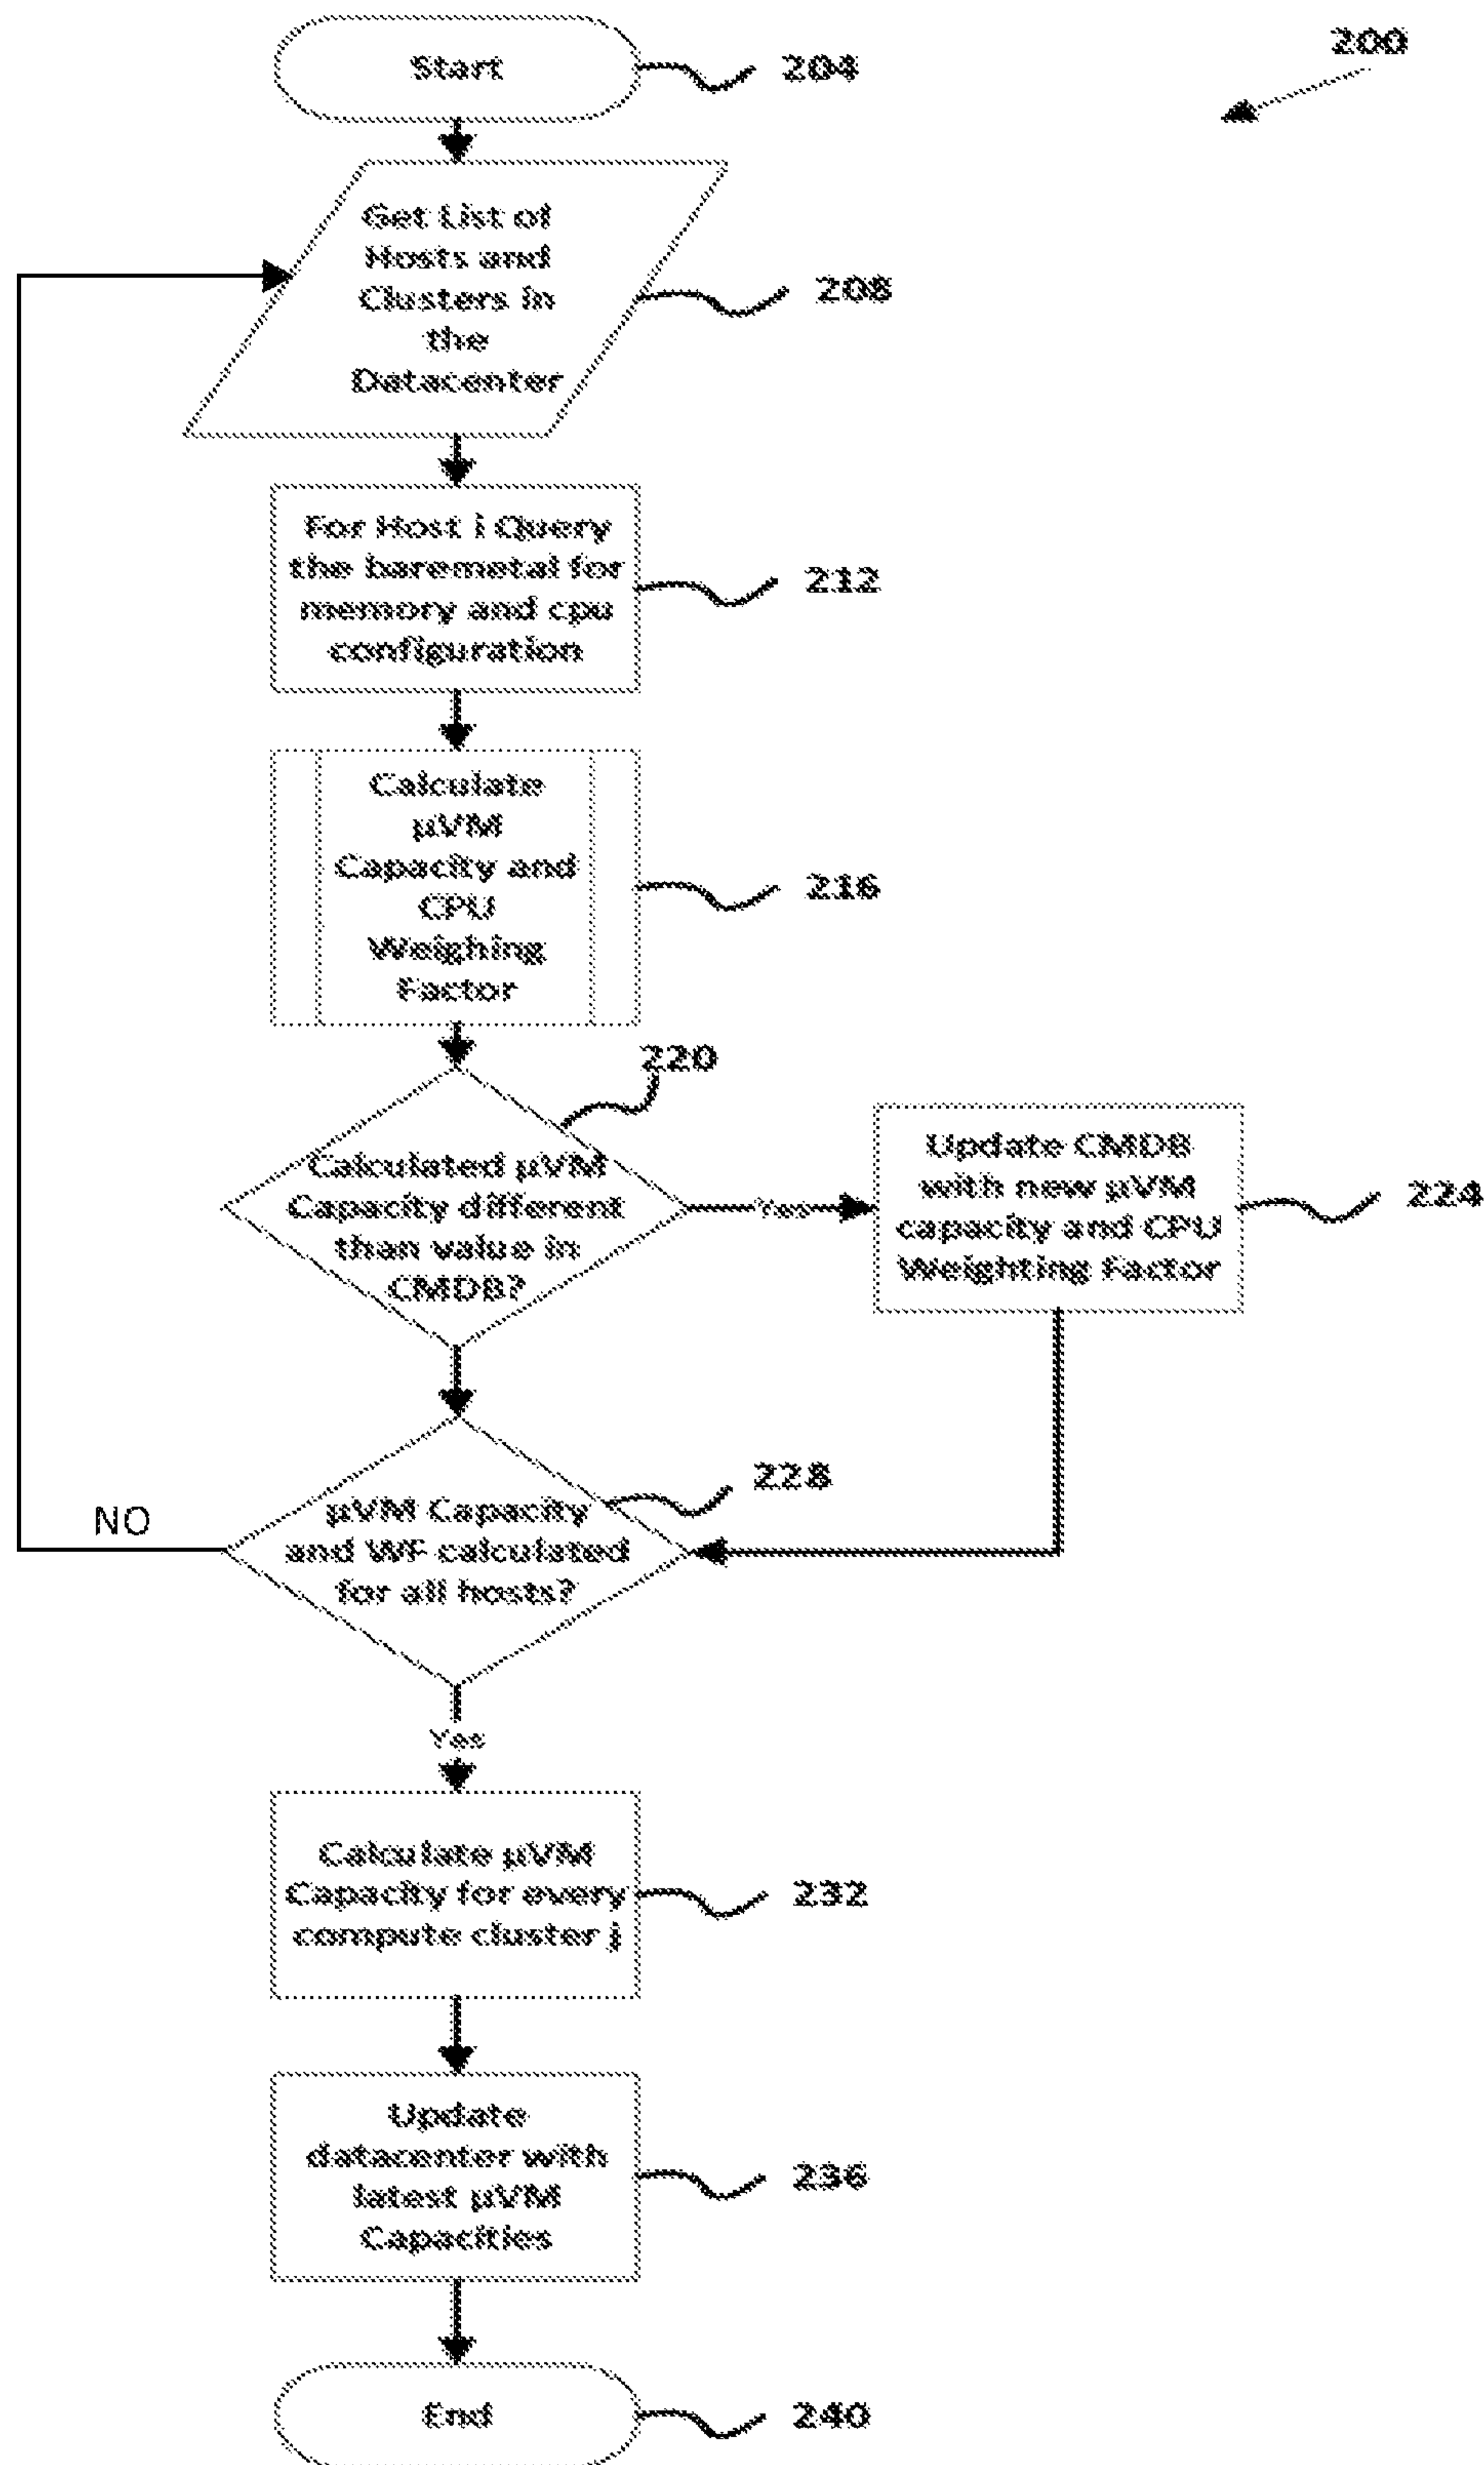 200
Start
204
Get List of
Hosts and
Clusters in
the
Datacenter
208
For Host i Query
the baremetal for
memory and cpu
configuration
212
Calculate
µVM
Capacity and
CPU
Weighing
Factor
216
220
Calculated µVM
Capacity different
than value in
CMDB?
Yes
Update CMDB
with new µVM
capacity and CPU
Weighting Factor
224
228
µVM Capacity
and WF calculated
for all hosts?
NO
Yes
Calculate µVM
Capacity for every
compute cluster j
232
Update
datacenter with
latest µVM
Capacities
236
End
240